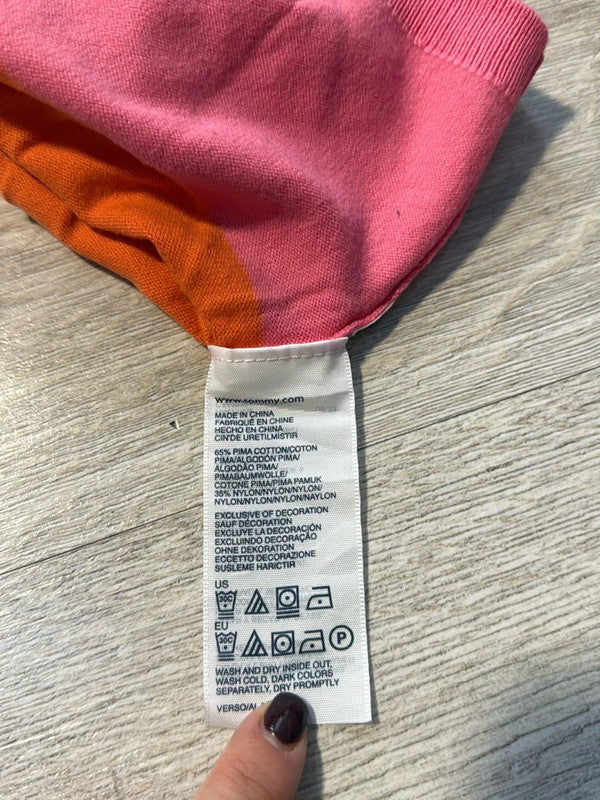 www.tommy.com
MADE IN CHINA
FABRIQUÉ EN CHINE
HECHO EN CHINA
CIN'DE URETILMISTIR
65% PIMA COTTON/COTON
PIMA/ALGODÓN PIMA/
ALGODÃO PIMA/
PIMABAUMWOLLE/
COTONE PIMA/PIMA PAMUK
35% NYLON/NYLON/NYLON/
NYLON/NYLON/NYLON/NAYLON
EXCLUSIVE OF DECORATION
SAUF DÉCORATION
EXCLUYE LA DECORACIÓN
EXCLUINDO DECORAÇÃO
OHNE DEKORATION
ECCETTO DECORAZIONE
SUSLEME HARICTIR
US
30C
EU
30C P
WASH AND DRY INSIDE OUT,
WASH COLD, DARK COLORS
SEPARATELY, DRY PROMPTLY
VERSO/